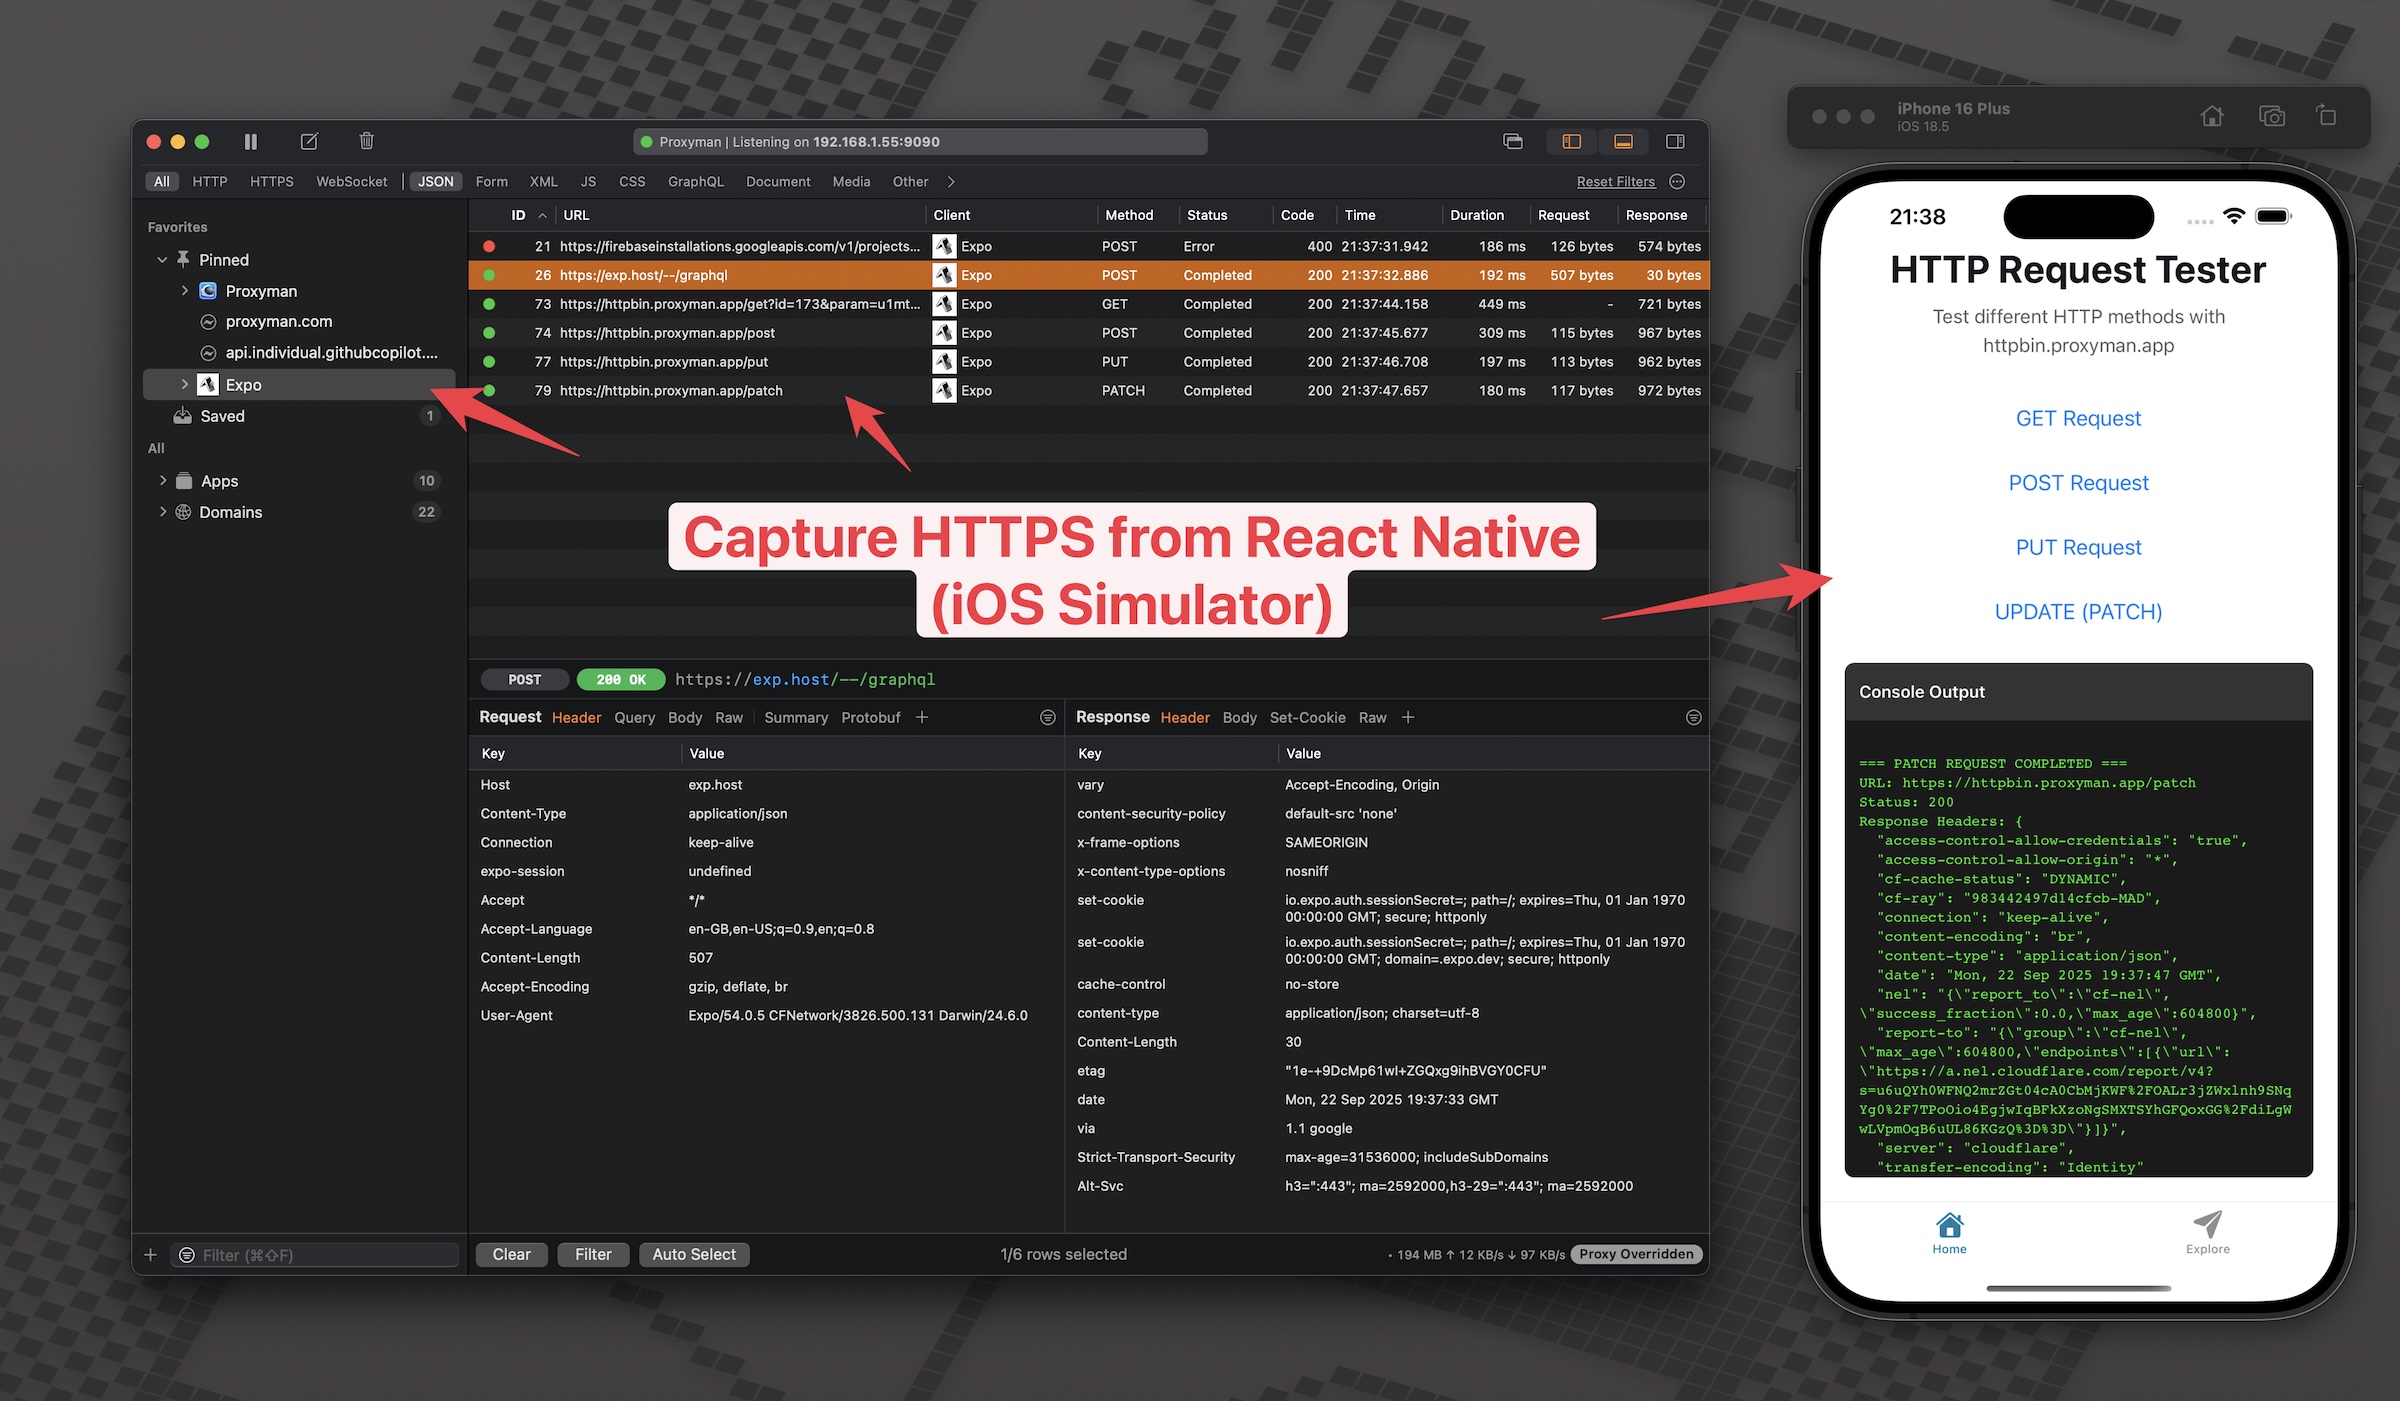 Proxyman | Listening on 192.168.1.55:9090
All HTTP HTTPS WebSocket JSON Form XML JS CSS GraphQL Document Media Other
Reset Filters
Favorites
Pinned
Proxyman
proxyman.com
api.individual.githubcopilot....
Expo
Saved 1
All
Apps 10
Domains 22
Filter (⌘⇧F)
ID URL Client Method Status Code Time Duration Request Response
21 https://firebaseinstallations.googleapis.com/v1/projects... Expo POST Error 400 21:37:31.942 186 ms 126 bytes 574 bytes
26 https://exp.host/--/graphql Expo POST Completed 200 21:37:32.886 192 ms 507 bytes 30 bytes
73 https://httpbin.proxyman.app/get?id=173&param=u1mt... Expo GET Completed 200 21:37:44.158 449 ms - 721 bytes
74 https://httpbin.proxyman.app/post Expo POST Completed 200 21:37:45.677 309 ms 115 bytes 967 bytes
77 https://httpbin.proxyman.app/put Expo PUT Completed 200 21:37:46.708 197 ms 113 bytes 962 bytes
79 https://httpbin.proxyman.app/patch Expo PATCH Completed 200 21:37:47.657 180 ms 117 bytes 972 bytes
Capture HTTPS from React Native
(iOS Simulator)
POST 200 OK https://exp.host/--/graphql
Request Header Query Body Raw Summary Protobuf
Key Value
Host exp.host
Content-Type application/json
Connection keep-alive
expo-session undefined
Accept */*
Accept-Language en-GB,en-US;q=0.9,en;q=0.8
Content-Length 507
Accept-Encoding gzip, deflate, br
User-Agent Expo/54.0.5 CFNetwork/3826.500.131 Darwin/24.6.0
Response Header Body Set-Cookie Raw
Key Value
vary Accept-Encoding, Origin
content-security-policy default-src 'none'
x-frame-options SAMEORIGIN
x-content-type-options nosniff
set-cookie io.expo.auth.sessionSecret=; path=/; expires=Thu, 01 Jan 1970
00:00:00 GMT; secure; httponly
set-cookie io.expo.auth.sessionSecret=; path=/; expires=Thu, 01 Jan 1970
00:00:00 GMT; domain=.expo.dev; secure; httponly
cache-control no-store
content-type application/json; charset=utf-8
Content-Length 30
etag "1e-+9DcMp61wI+ZGQxg9ihBVGY0CFU"
date Mon, 22 Sep 2025 19:37:33 GMT
via 1.1 google
Strict-Transport-Security max-age=31536000; includeSubDomains
Alt-Svc h3=":443"; ma=2592000,h3-29=":443"; ma=2592000
Clear Filter Auto Select 1/6 rows selected • 194 MB ↑ 12 KB/s ↓ 97 KB/s Proxy Overridden
iPhone 16 Plus
iOS 18.5
21:38
HTTP Request Tester
Test different HTTP methods with
httpbin.proxyman.app
GET Request
POST Request
PUT Request
UPDATE (PATCH)
Console Output
=== PATCH REQUEST COMPLETED ===
URL: https://httpbin.proxyman.app/patch
Status: 200
Response Headers: {
"access-control-allow-credentials": "true",
"access-control-allow-origin": "*",
"cf-cache-status": "DYNAMIC",
"cf-ray": "983442497d14cfcb-MAD",
"connection": "keep-alive",
"content-encoding": "br",
"content-type": "application/json",
"date": "Mon, 22 Sep 2025 19:37:47 GMT",
"nel": "{\"report_to\":\"cf-nel\",
\"success_fraction\":0.0,\"max_age\":604800}",
"report-to": "{\"group\":\"cf-nel\",
\"max_age\":604800,\"endpoints\":[{\"url\":
\"https://a.nel.cloudflare.com/report/v4?
s=u6uQYh0WFNQ2mrZGt04cA0CbMjKWF%2FOALr3jZWxlnh9SNq
Yg0%2F7TPoOio4EgjwIqBFkXzoNgSMXTSYhGFQoxGG%2FdiLgW
wLVpmOqB6uUL86KGzQ%3D%3D\"}]}",
"server": "cloudflare",
"transfer-encoding": "Identity"
Home
Explore